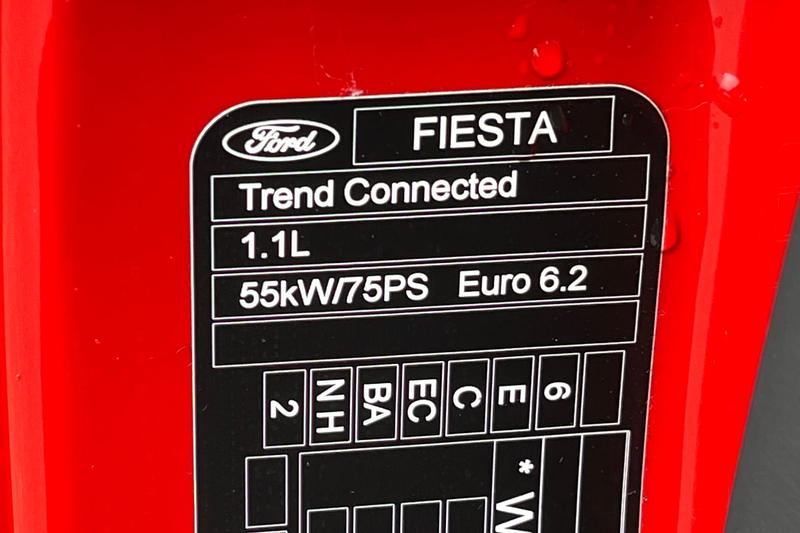 Ford
FIESTA
Trend Connected
1.1L
55kW/75PS Euro 6.2
2 NH BA EC C E 6
* W